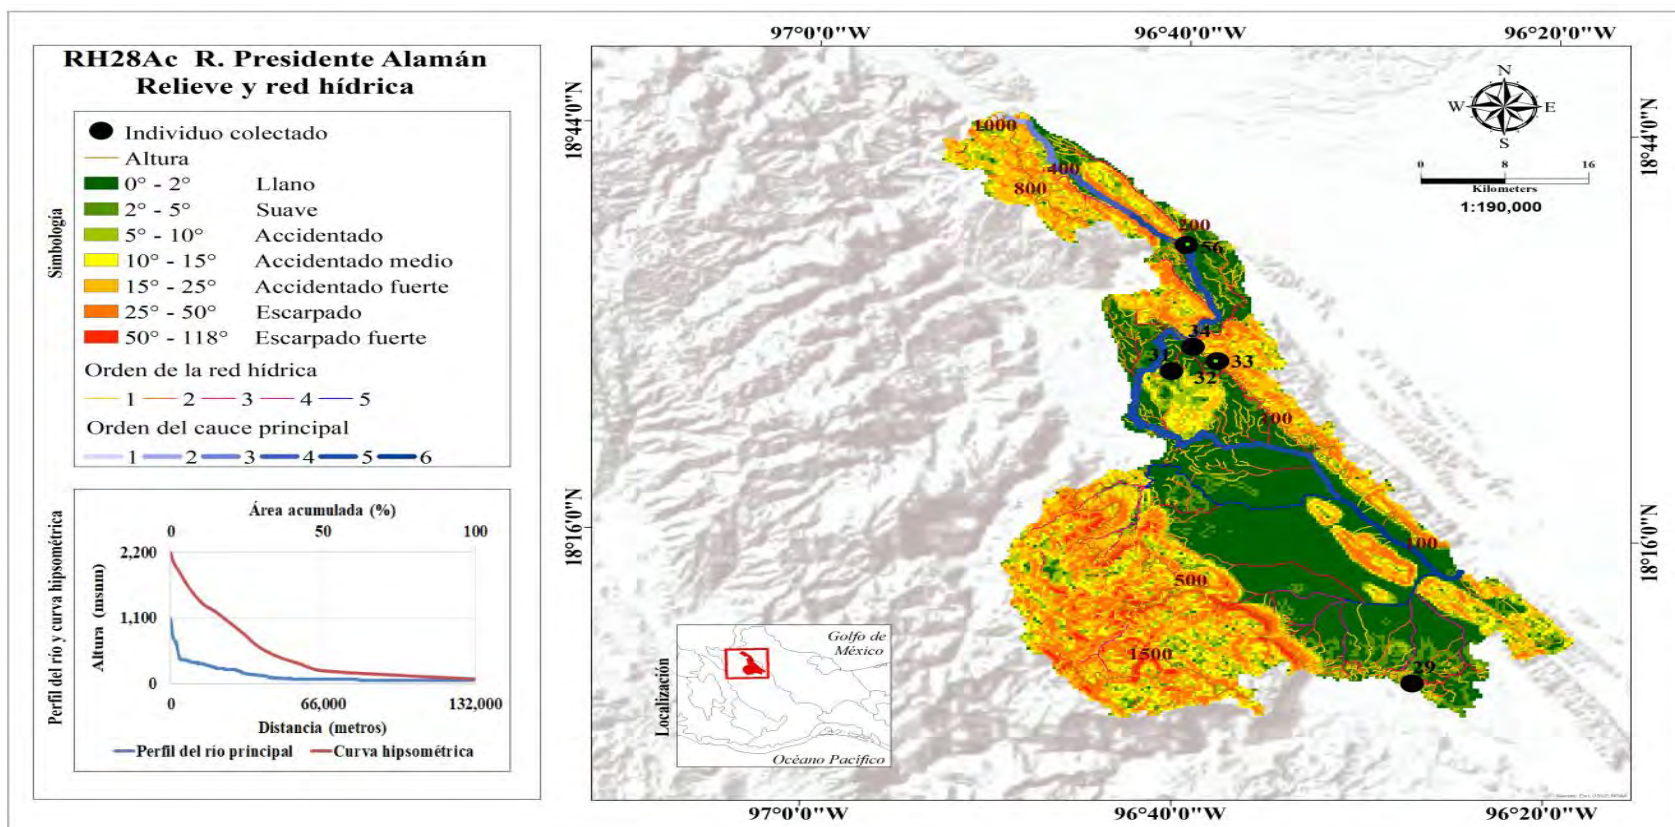 RH28Ac R. Presidente Alamán
Relieve y red hídrica
Simbología
Individuo colectado
Altura
0° - 2° Llano
2° - 5° Suave
5° - 10° Accidentado
10° - 15° Accidentado medio
15° - 25° Accidentado fuerte
25° - 50° Escarpado
50° - 118° Escarpado fuerte
Orden de la red hídrica
1 2 3 4 5
Orden del cauce principal
1 2 3 4 5 6
Perfil del río y curva hipsométrica
Área acumulada (%)
0 50 100
2,200
1,100
0
Altura (msnm)
0 66,000 132,000
Distancia (metros)
Perfil del río principal Curva hipsométrica
97°0'0"W 96°40'0"W 96°20'0"W
18°44'0"N 18°44'0"N
18°16'0"N 18°16'0"N
97°0'0"W 96°40'0"W 96°20'0"W
N
W E
S
0 8 16
Kilometers
1:190,000
1000
400
800
200
56
34
31
33
32
100
500
1500
29
Localización
Golfo de
México
Océano Pacífico